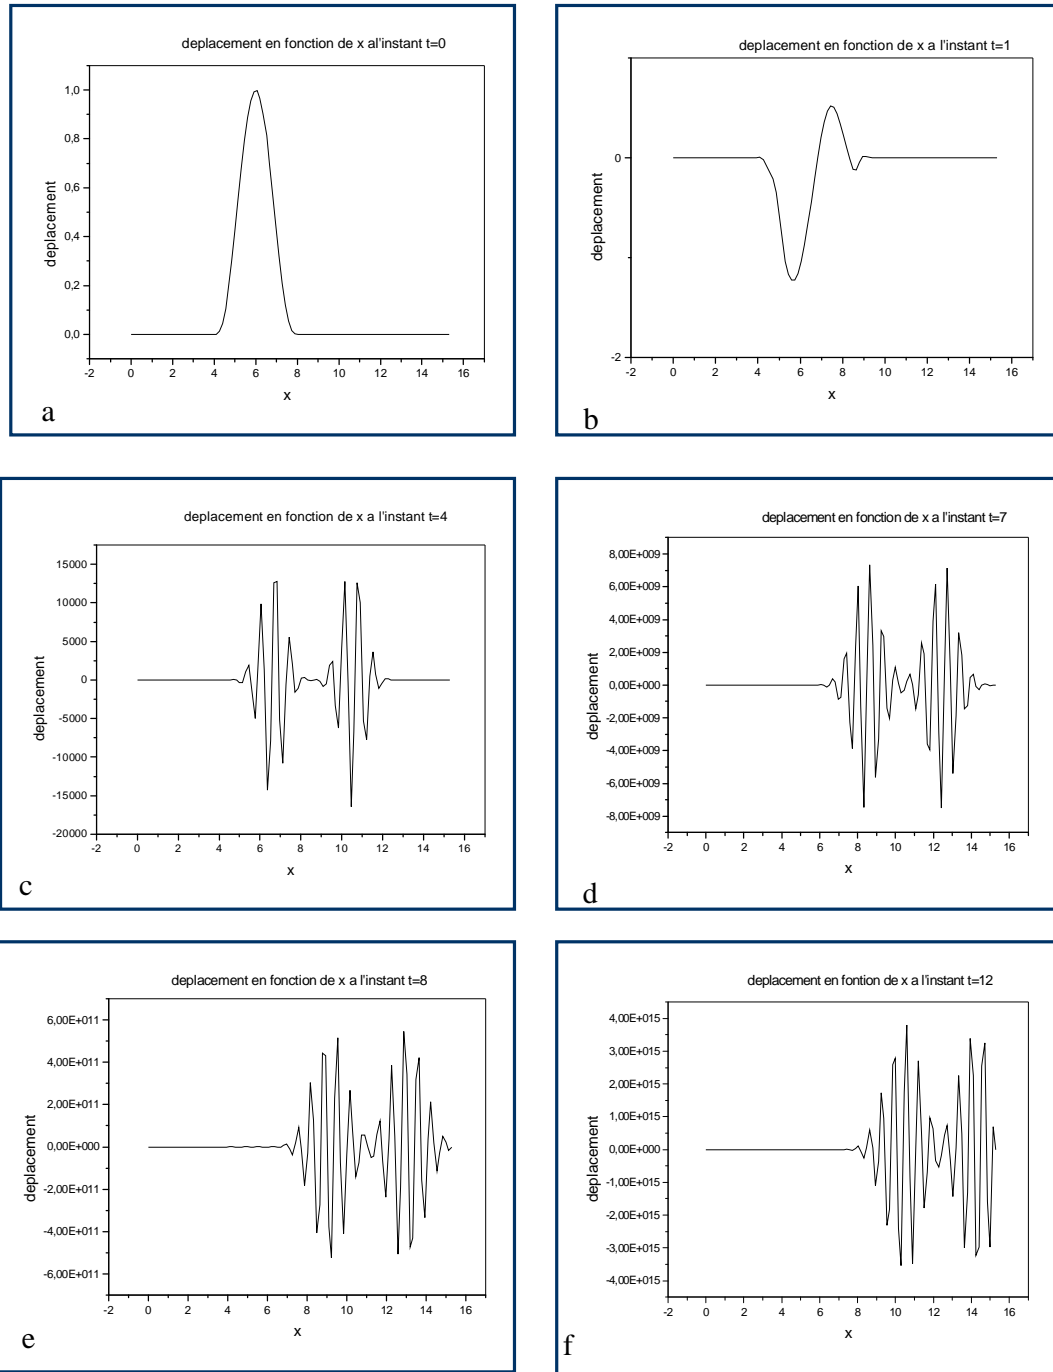 deplacement en fonction de x al'instant t=0
1,0
0,8
0,6
0,4
0,2
0,0
deplacement
-2 0 2 4 6 8 10 12 14 16
x
a
deplacement en fonction de x a l'instant t=1
0
-2
deplacement
-2 0 2 4 6 8 10 12 14 16
x
b
deplacement en fonction de x a l'instant t=4
15000
10000
5000
0
-5000
-10000
-15000
-20000
deplacement
-2 0 2 4 6 8 10 12 14 16
x
c
deplacement en fonction de x a l'instant t=7
8,00E+009
6,00E+009
4,00E+009
2,00E+009
0,00E+000
-2,00E+009
-4,00E+009
-6,00E+009
-8,00E+009
deplacement
-2 0 2 4 6 8 10 12 14 16
x
d
deplacement en fonction de x a l'instant t=8
6,00E+011
4,00E+011
2,00E+011
0,00E+000
-2,00E+011
-4,00E+011
-6,00E+011
deplacement
-2 0 2 4 6 8 10 12 14 16
x
e
deplacement en fontion de x a l'instant t=12
4,00E+015
3,00E+015
2,00E+015
1,00E+015
0,00E+000
-1,00E+015
-2,00E+015
-3,00E+015
-4,00E+015
deplacement
-2 0 2 4 6 8 10 12 14 16
x
f